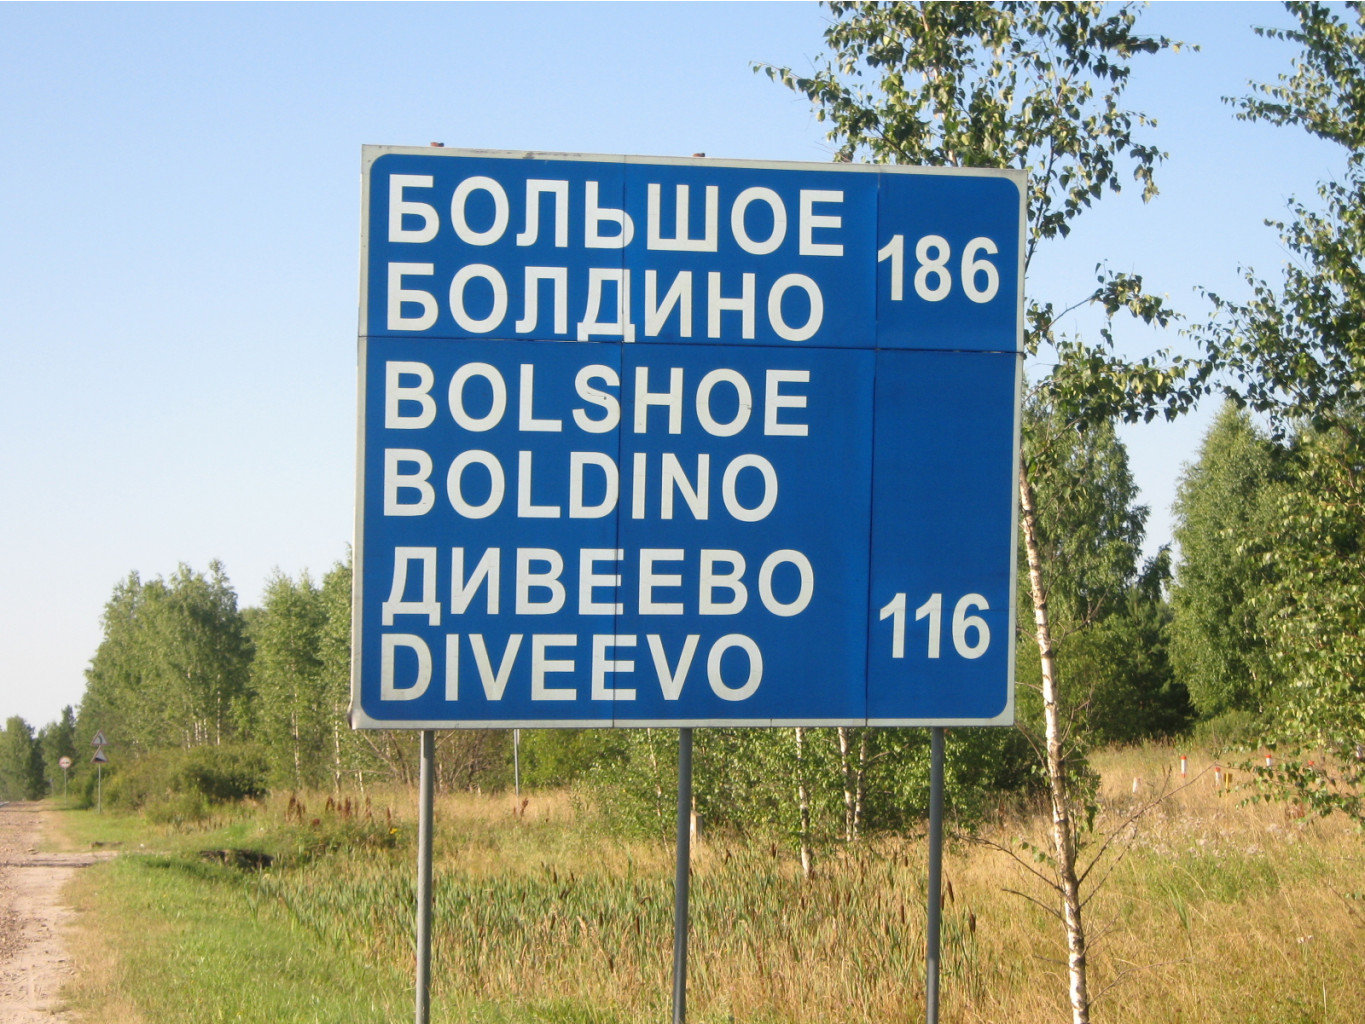 БОЛЬШОЕ
БОЛДИНО 186
BOLSHOE
BOLDINO
ДИВЕЕВО 116
DIVEEVO